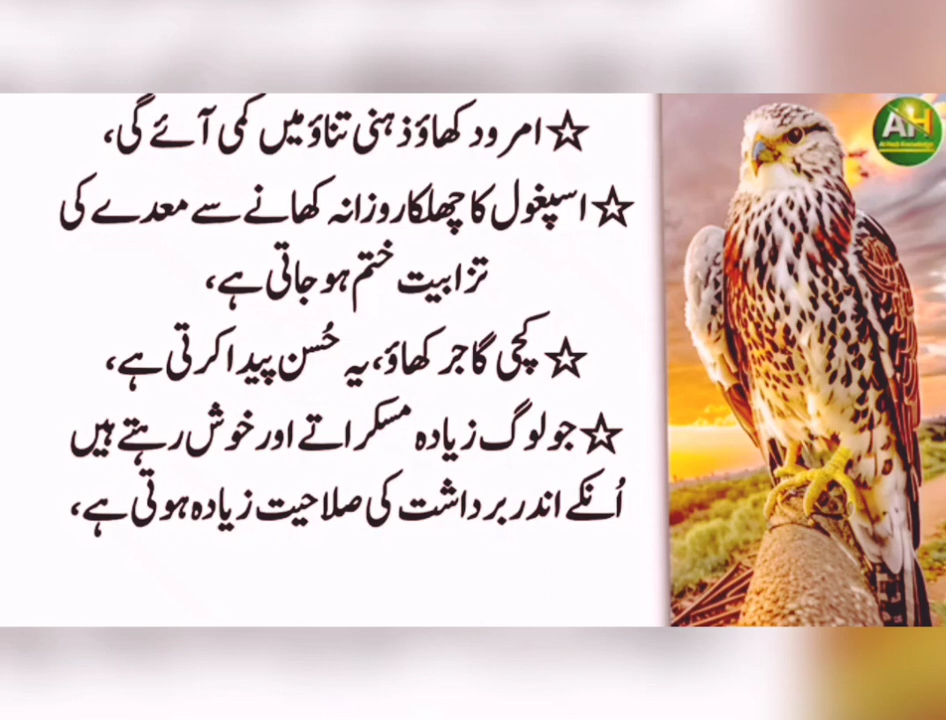 ☆ امرود کھاؤ ذہنی تناؤ میں کمی آئے گی،
☆ اسپغول کا چھلکا روزانہ کھانے سے معدے کی
تزابیت ختم ہو جاتی ہے،
☆ کچی گاجر کھاؤ، یہ حُسن پیدا کرتی ہے،
☆ جو لوگ زیادہ مسکراتے اور خوش رہتے ہیں
اُنکے اندر برداشت کی صلاحیت زیادہ ہوتی ہے،
AH